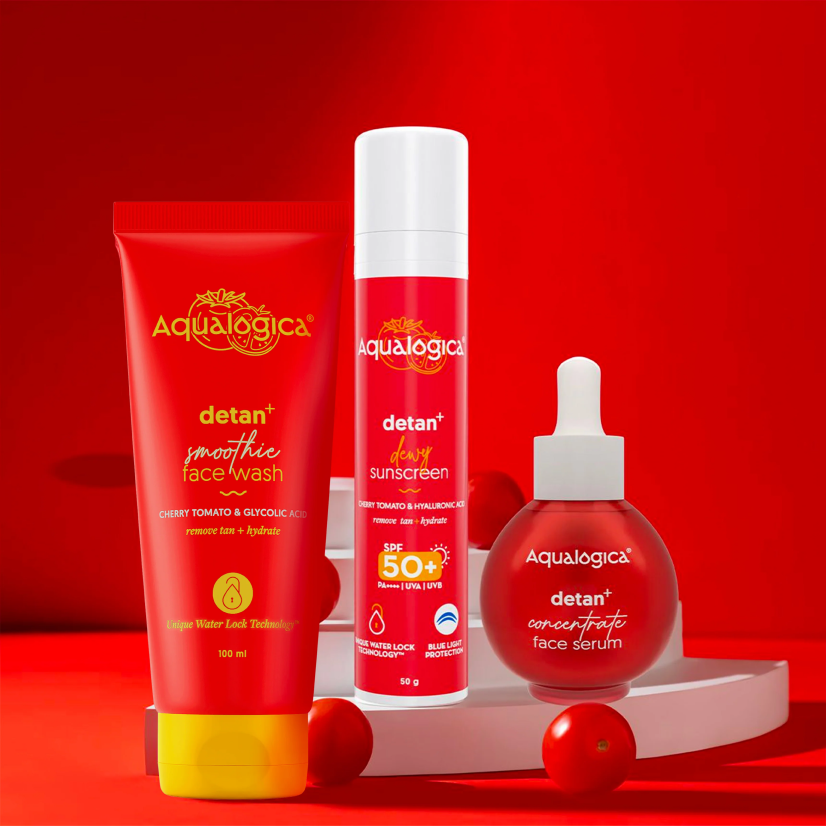 Aqualogica®
detan+
smoothie
face wash
CHERRY TOMATO & GLYCOLIC ACID
remove tan + hydrate
Unique Water Lock Technology™
100 ml
Aqualogica®
detan+
dewy
sunscreen
CHERRY TOMATO & HYALURONIC ACID
remove tan + hydrate
SPF
50+
PA++++ | UVA | UVB
UNIQUE WATER LOCK
TECHNOLOGY™
BLUE LIGHT
PROTECTION
50 g
Aqualogica®
detan+
concentrate
face serum